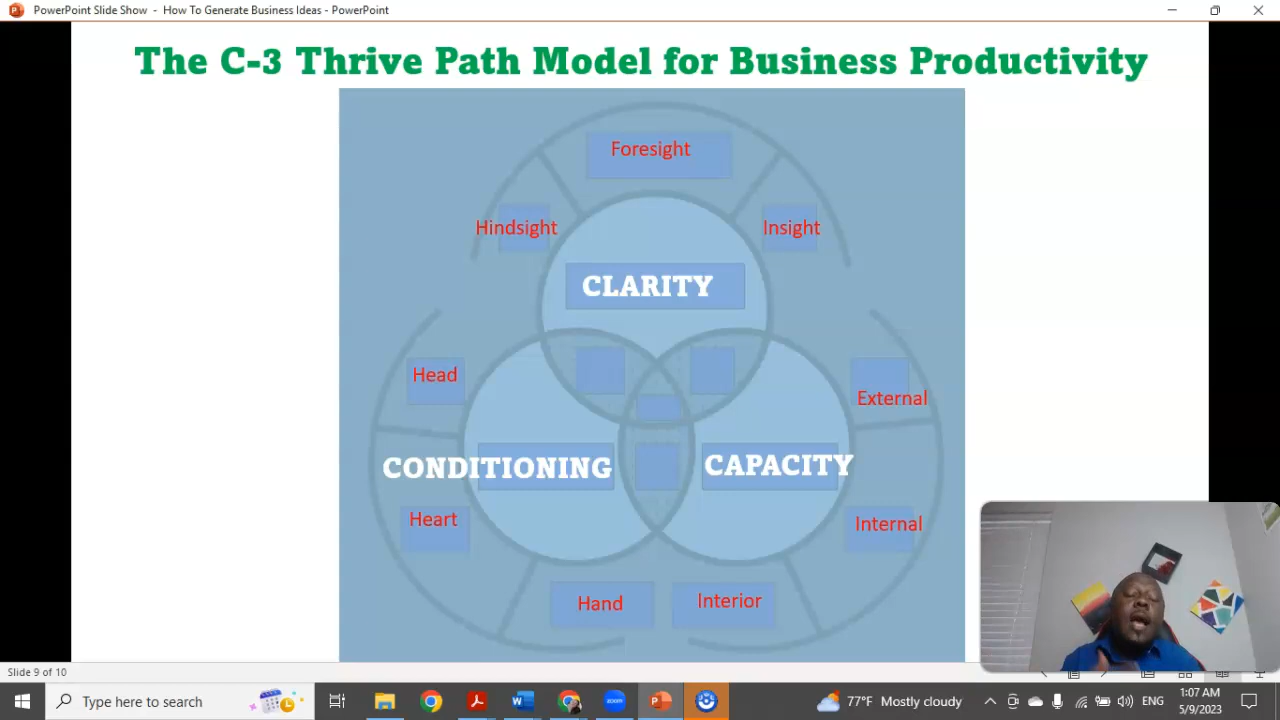 PowerPoint Slide Show - How To Generate Business Ideas - PowerPoint
The C-3 Thrive Path Model for Business Productivity
Foresight
Hindsight
Insight
CLARITY
Head
External
CONDITIONING
CAPACITY
Heart
Internal
Hand
Interior
Slide 9 of 10
Type here to search
zoom
77°F Mostly cloudy
ENG
1:07 AM
5/9/2023